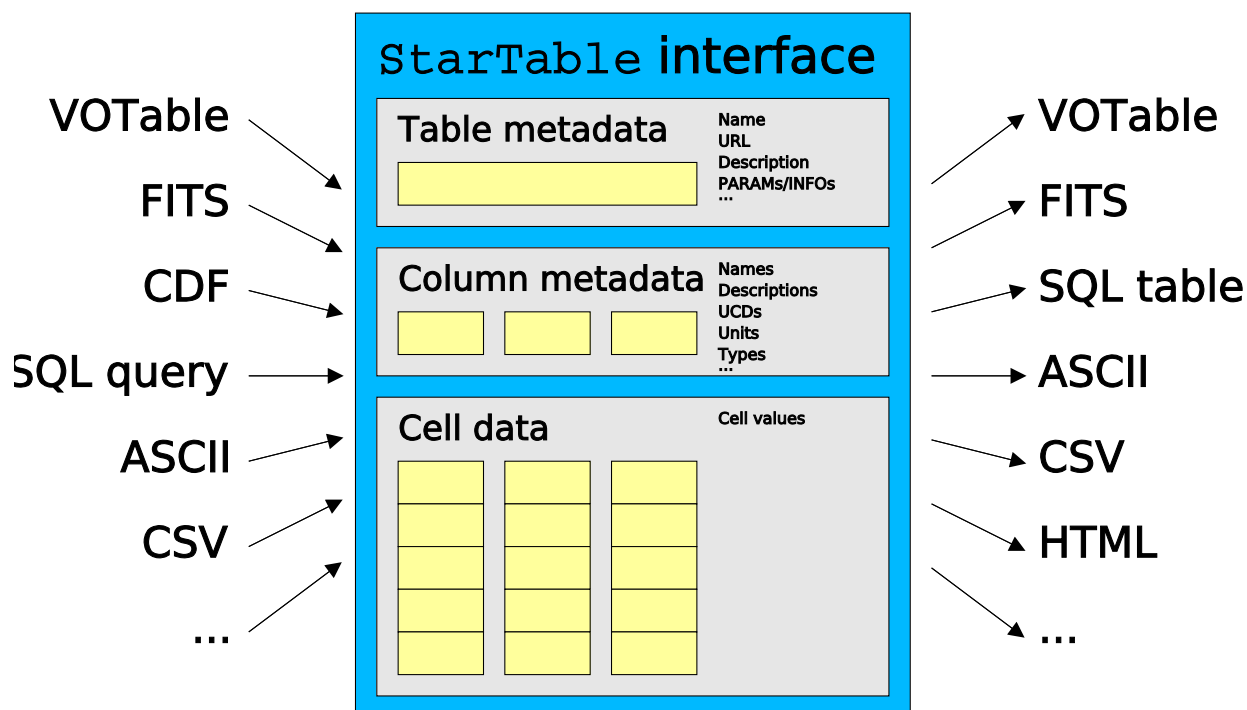 StarTable interface
VOTable
FITS
CDF
SQL query
ASCII
CSV
...
Table metadata
Name
URL
Description
PARAMs/INFOs
...
Column metadata
Names
Descriptions
UCDs
Units
Types
...
Cell data
Cell values
VOTable
FITS
SQL table
ASCII
CSV
HTML
...